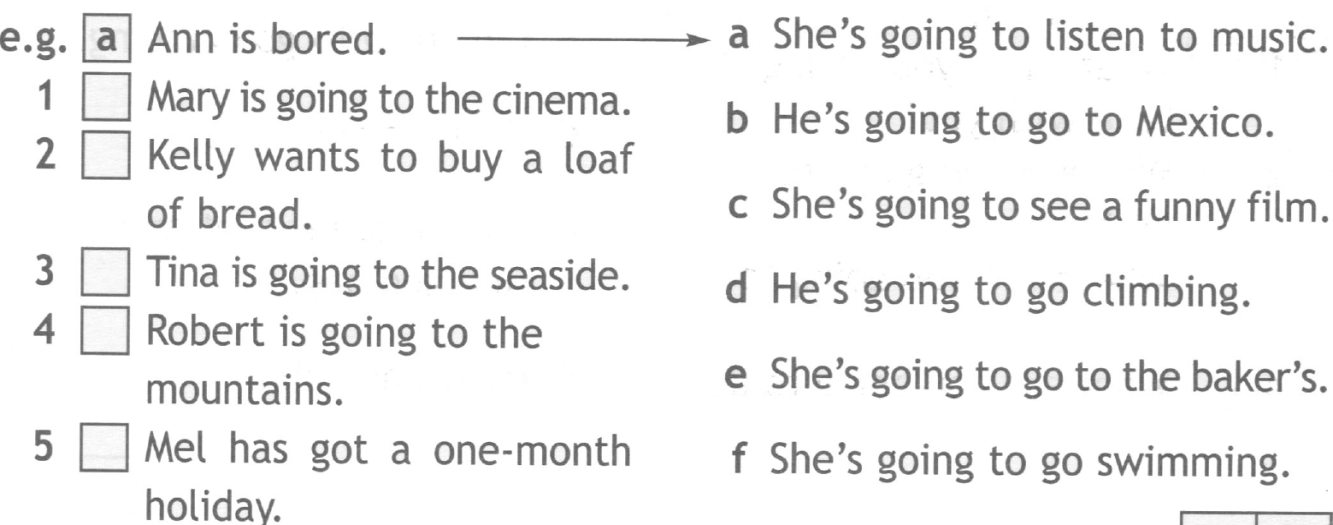 e.g. a Ann is bored.
1 Mary is going to the cinema.
2 Kelly wants to buy a loaf
of bread.
3 Tina is going to the seaside.
4 Robert is going to the
mountains.
5 Mel has got a one-month
holiday.
a She's going to listen to music.
b He's going to go to Mexico.
c She's going to see a funny film.
d He's going to go climbing.
e She's going to go to the baker's.
f She's going to go swimming.